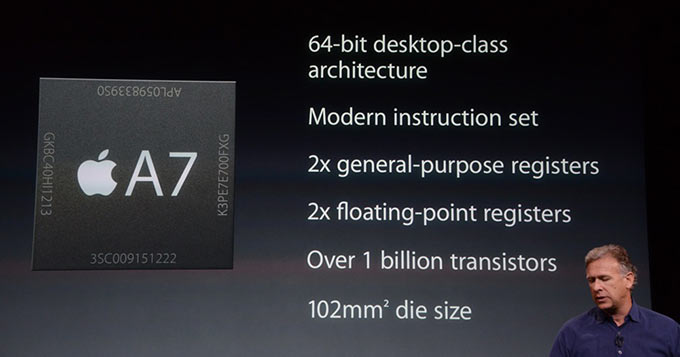 64-bit desktop-class
architecture
Modern instruction set
2x general-purpose registers
2x floating-point registers
Over 1 billion transistors
102mm² die size
APL0598339S0
GKBC40HI1213
A7
K3PE7E700FXG
3SC009151222